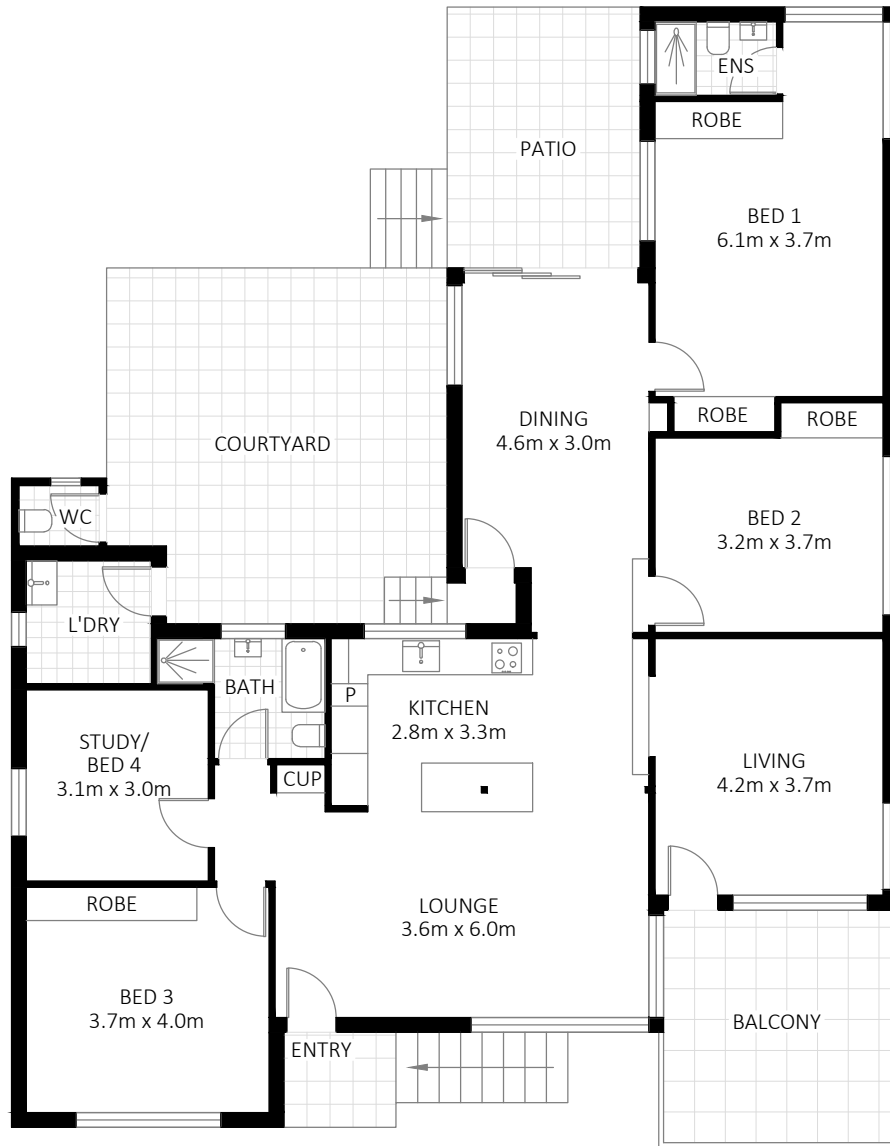 ENS
ROBE
PATIO
BED 1
6.1m x 3.7m
DINING
4.6m x 3.0m
ROBE
ROBE
COURTYARD
WC
BED 2
3.2m x 3.7m
L'DRY
BATH
P
KITCHEN
2.8m x 3.3m
STUDY/
BED 4
3.1m x 3.0m
CUP
LIVING
4.2m x 3.7m
ROBE
LOUNGE
3.6m x 6.0m
BED 3
3.7m x 4.0m
ENTRY
BALCONY